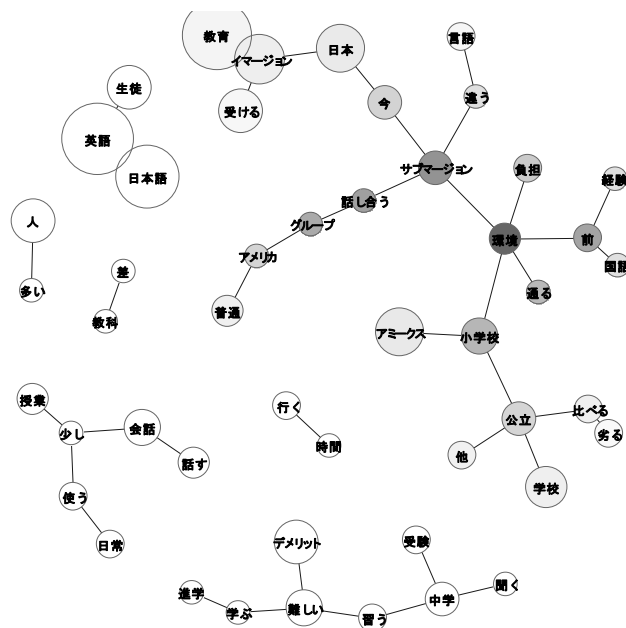 教育
イマージョン
日本
言語
生徒
受ける
今
違う
英語
日本語
サブマージョン
負担
経験
話し合う
人
グループ
環境
前
アメリカ
国語
多い
差
通る
教科
普通
アミークス
小学校
授業
行く
比べる
少し
会話
時間
公立
劣る
話す
他
使う
学校
日常
デメリット
受験
進学
学ぶ
難しい
習う
中学
聞く